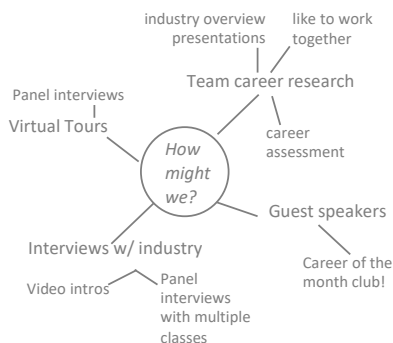 industry overview
presentations
like to work
together
Team career research
career
assessment
Panel interviews
Virtual Tours
How
might
we?
Guest speakers
Career of the
month club!
Interviews w/ industry
Video intros
Panel
interviews
with multiple
classes